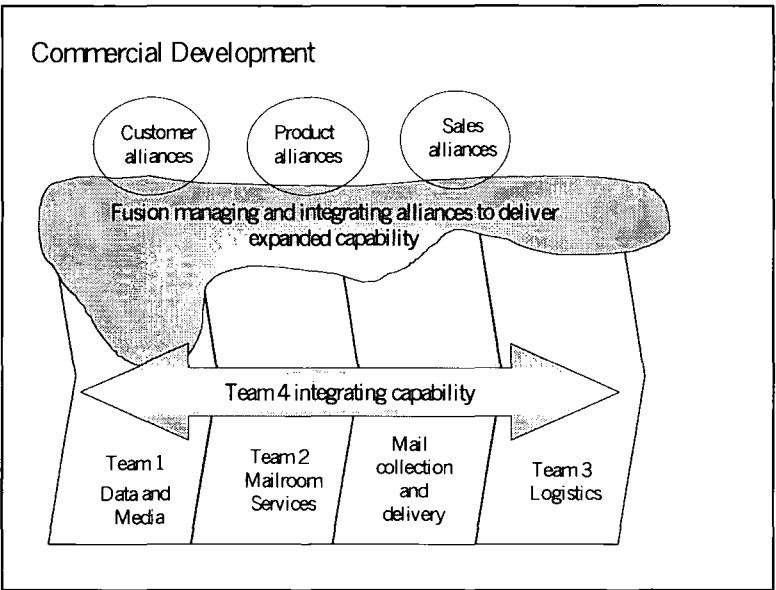 Commercial Development
Customer
alliances
Product
alliances
Sales
alliances
Fusion managing and integrating alliances to deliver
expanded capability
Team 4 integrating capability
Team 1
Data and
Media
Team 2
Mailroom
Services
Mail
collection
and
delivery
Team 3
Logistics